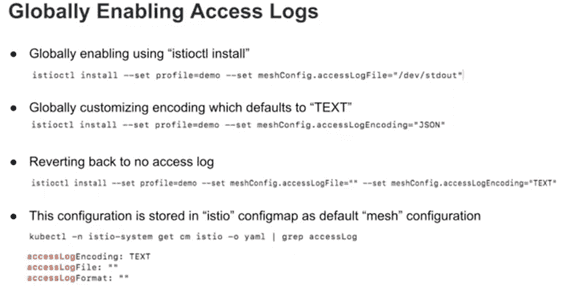 Globally Enabling Access Logs
● Globally enabling using “istioctl install”
istioctl install --set profile=demo --set meshConfig.accessLogFile="/dev/stdout"
● Globally customizing encoding which defaults to “TEXT”
istioctl install --set profile=demo --set meshConfig.accessLogEncoding="JSON"
● Reverting back to no access log
istioctl install --set profile=demo --set meshConfig.accessLogFile="" --set meshConfig.accessLogEncoding="TEXT"
● This configuration is stored in “istio” configmap as default “mesh” configuration
kubectl -n istio-system get cm istio -o yaml | grep accessLog
accessLogEncoding: TEXT
accessLogFile: ""
accessLogFormat: ""